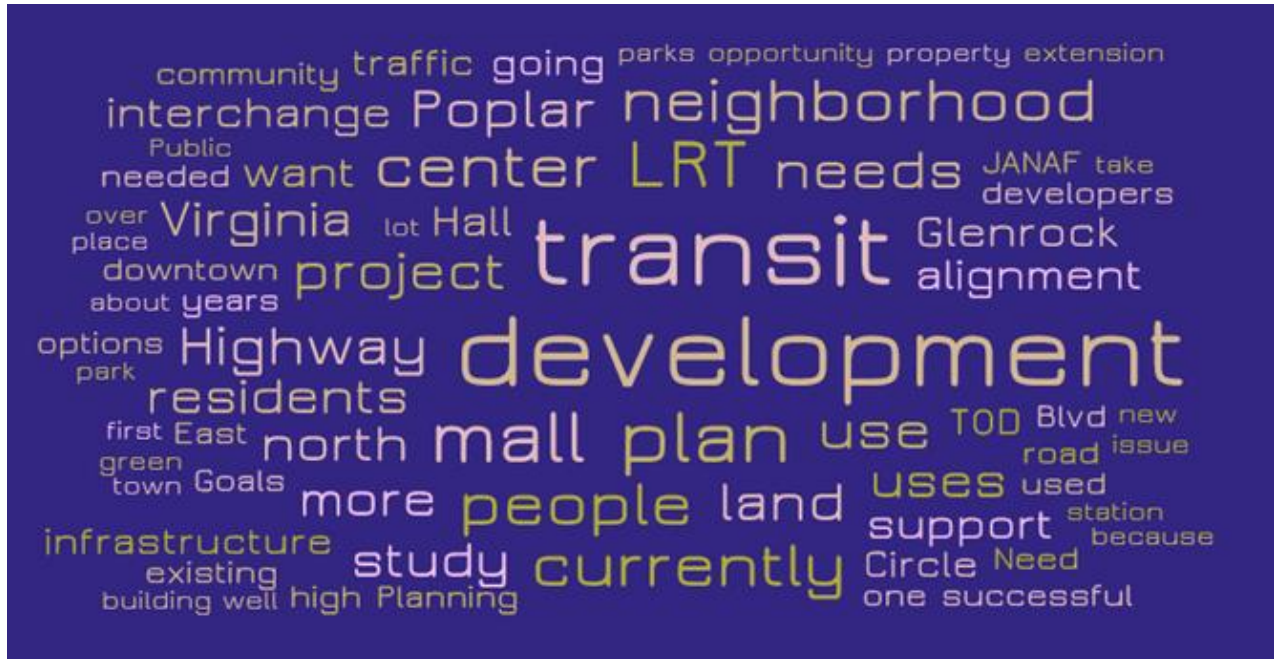 community traffic going parks opportunity property extension
interchange Poplar neighborhood
Public
needed want center LRT needs JANAF take
developers
over
place Virginia lot Hall transit Glenrock
downtown project alignment
about years
options Highway development
park
residents
first East north mall plan use TOD Blvd new
road issue
green
town Goals more people land uses used
support station
because
infrastructure study currently Circle Need
existing
building well high Planning one successful